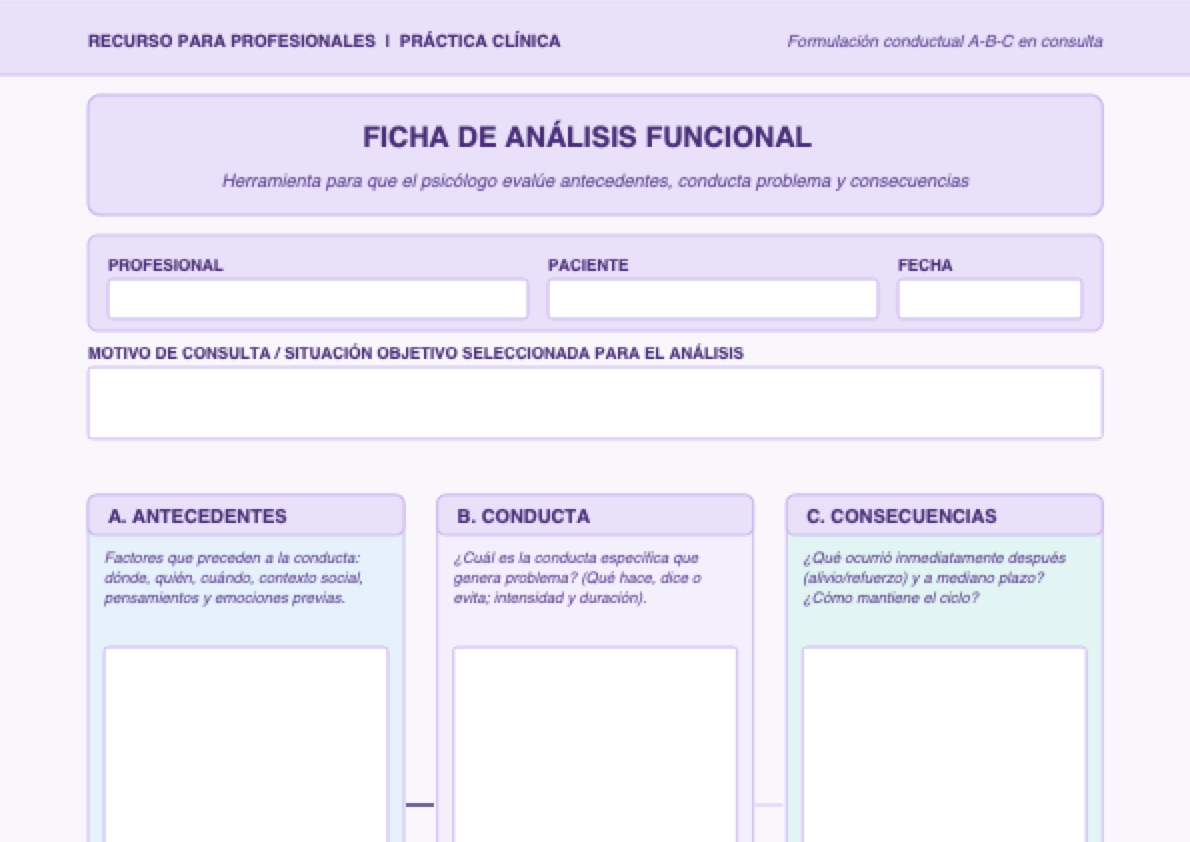 RECURSO PARA PROFESIONALES | PRÁCTICA CLÍNICA
Formulación conductual A-B-C en consulta
FICHA DE ANÁLISIS FUNCIONAL
Herramienta para que el psicólogo evalúe antecedentes, conducta problema y consecuencias
PROFESIONAL
PACIENTE
FECHA
MOTIVO DE CONSULTA / SITUACIÓN OBJETIVO SELECCIONADA PARA EL ANÁLISIS
A. ANTECEDENTES
Factores que preceden a la conducta:
dónde, quién, cuándo, contexto social,
pensamientos y emociones previas.
B. CONDUCTA
¿Cuál es la conducta específica que
genera problema? (Qué hace, dice o
evita; intensidad y duración).
C. CONSECUENCIAS
¿Qué ocurrió inmediatamente después
(alivio/refuerzo) y a mediano plazo?
¿Cómo mantiene el ciclo?